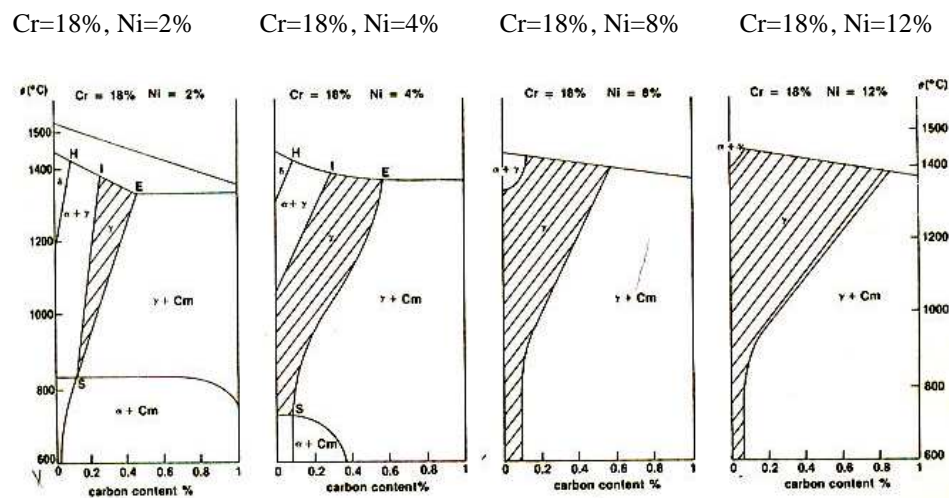 Cr=18%, Ni=2%
Cr=18%, Ni=4%
Cr=18%, Ni=8%
Cr=18%, Ni=12%
θ(°C)
Cr = 18% Ni = 2%
1500
1400
1200
1000
800
600
H
I
E
δ
α+γ
γ
γ + Cm
S
α + Cm
0 0.2 0.4 0.6 0.8 1
carbon content %
Cr = 18% Ni = 4%
H
I
E
δ
α+γ
γ
γ + Cm
S
α + Cm
0 0.2 0.4 0.6 0.8 1
carbon content%
Cr = 18% Ni = 8%
α+γ
γ
γ + Cm
0 0.2 0.4 0.6 0.8 1
carbon content %
θ(°C)
Cr = 18% Ni = 12%
α+γ
1500
1400
1200
1000
800
600
γ
γ + Cm
0 0.2 0.4 0.6 0.8 1
carbon content %